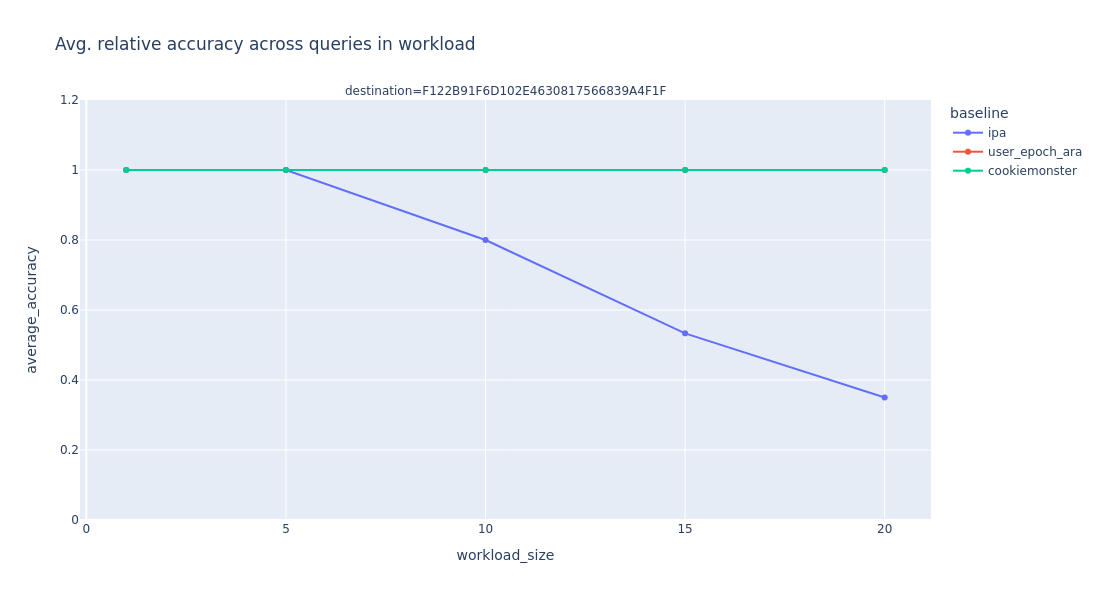 Avg. relative accuracy across queries in workload
destination=F122B91F6D102E4630817566839A4F1F
baseline
ipa
user_epoch_ara
cookiemonster
average_accuracy
1.2
1
0.8
0.6
0.4
0.2
0
0 5 10 15 20
workload_size